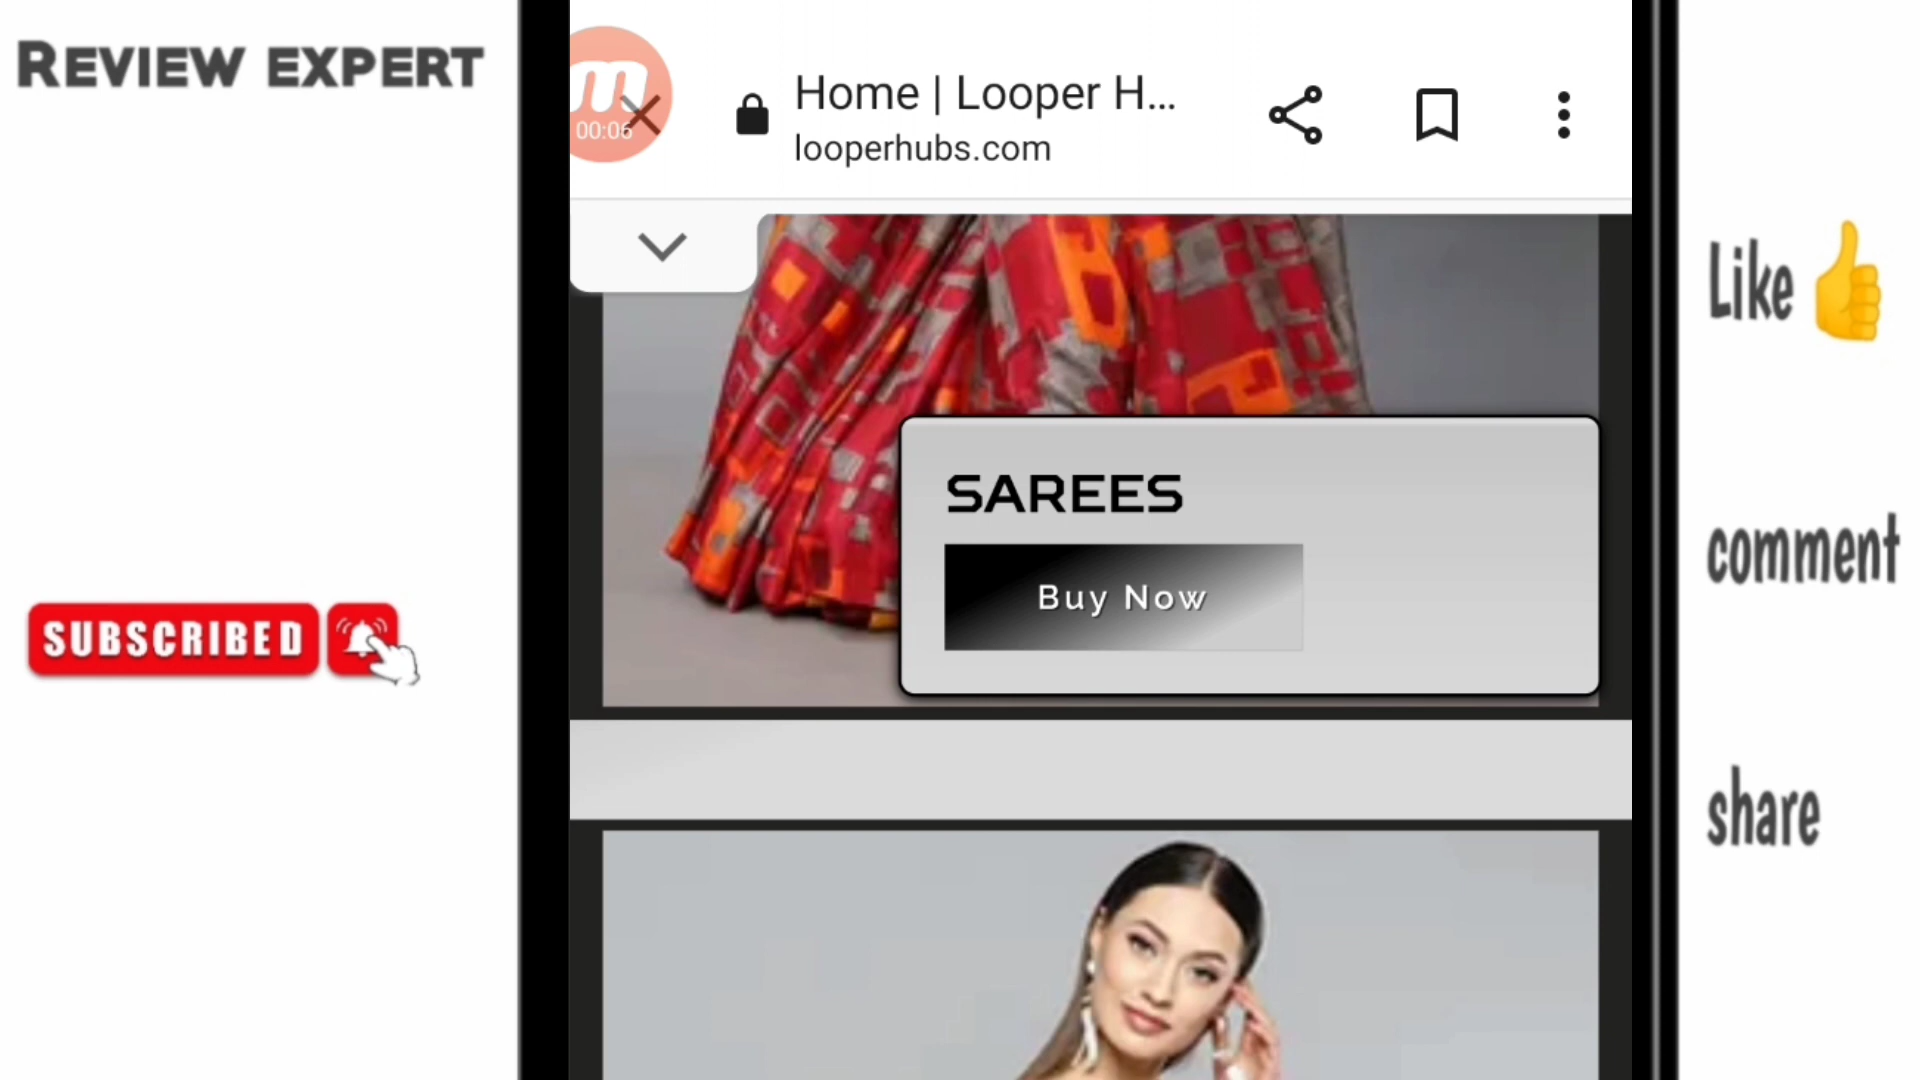 REVIEW EXPERT
m
00:06
Home | Looper H...
looperhubs.com
SAREES
Buy Now
SUBSCRIBED
Like 👍
comment
share